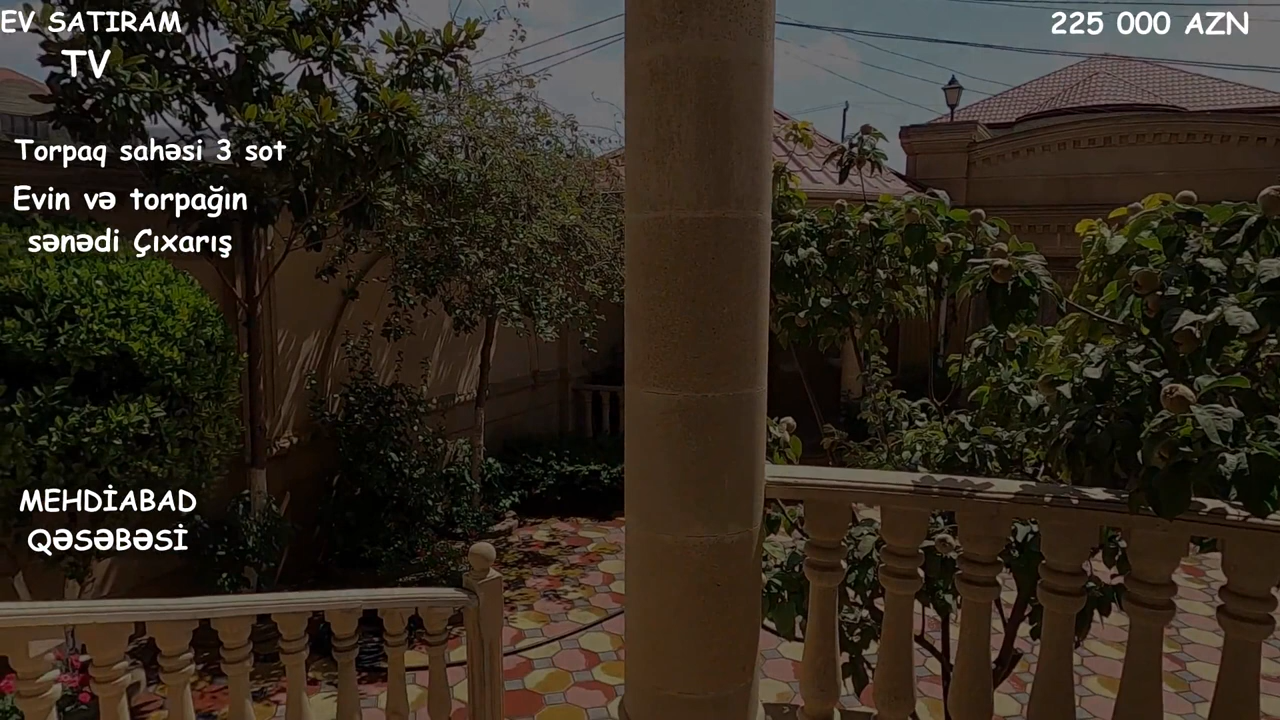 EV SATIRAM
TV
225 000 AZN
Torpaq sahəsi 3 sot
Evin və torpağın
sənədi Çıxarış
MEHDİABAD
QƏSƏBƏSİ